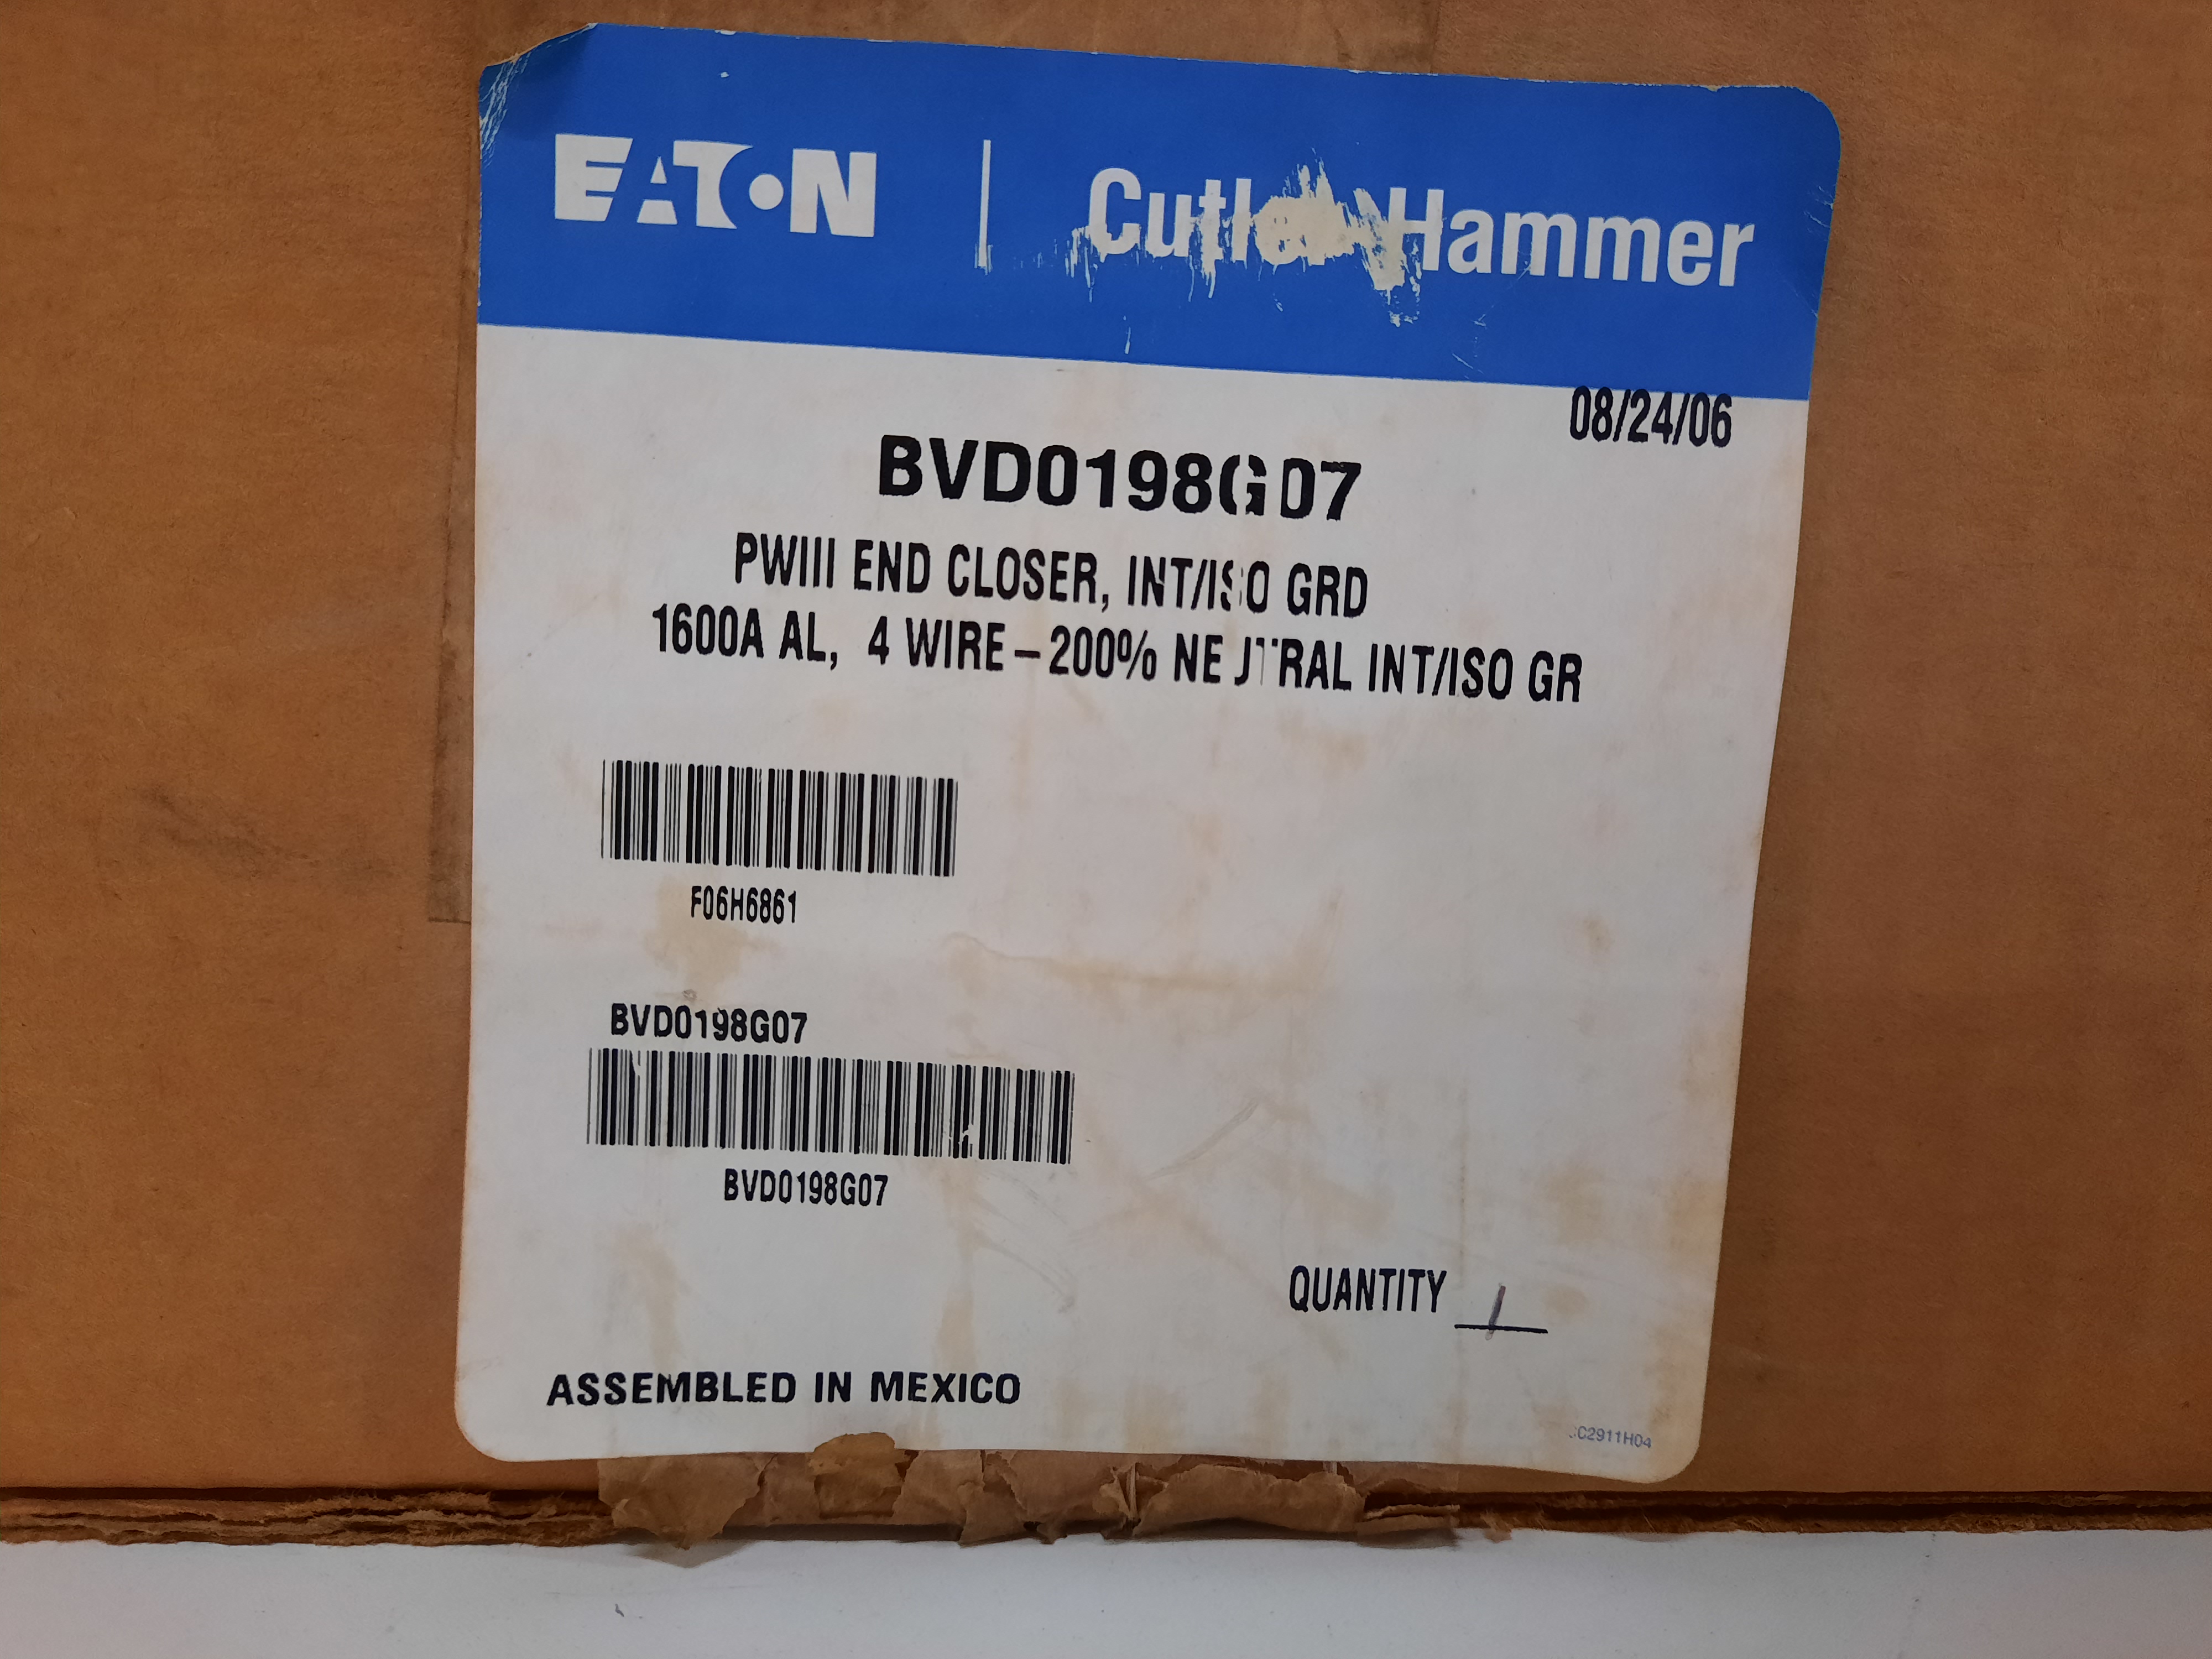 EATON | Cutler-Hammer
08/24/06
BVD0198G07
PWIII END CLOSER, INT/ISO GRD
1600A AL, 4 WIRE – 200% NEUTRAL INT/ISO GR
F06H6861
BVD0198G07
BVD0198G07
QUANTITY 1
ASSEMBLED IN MEXICO